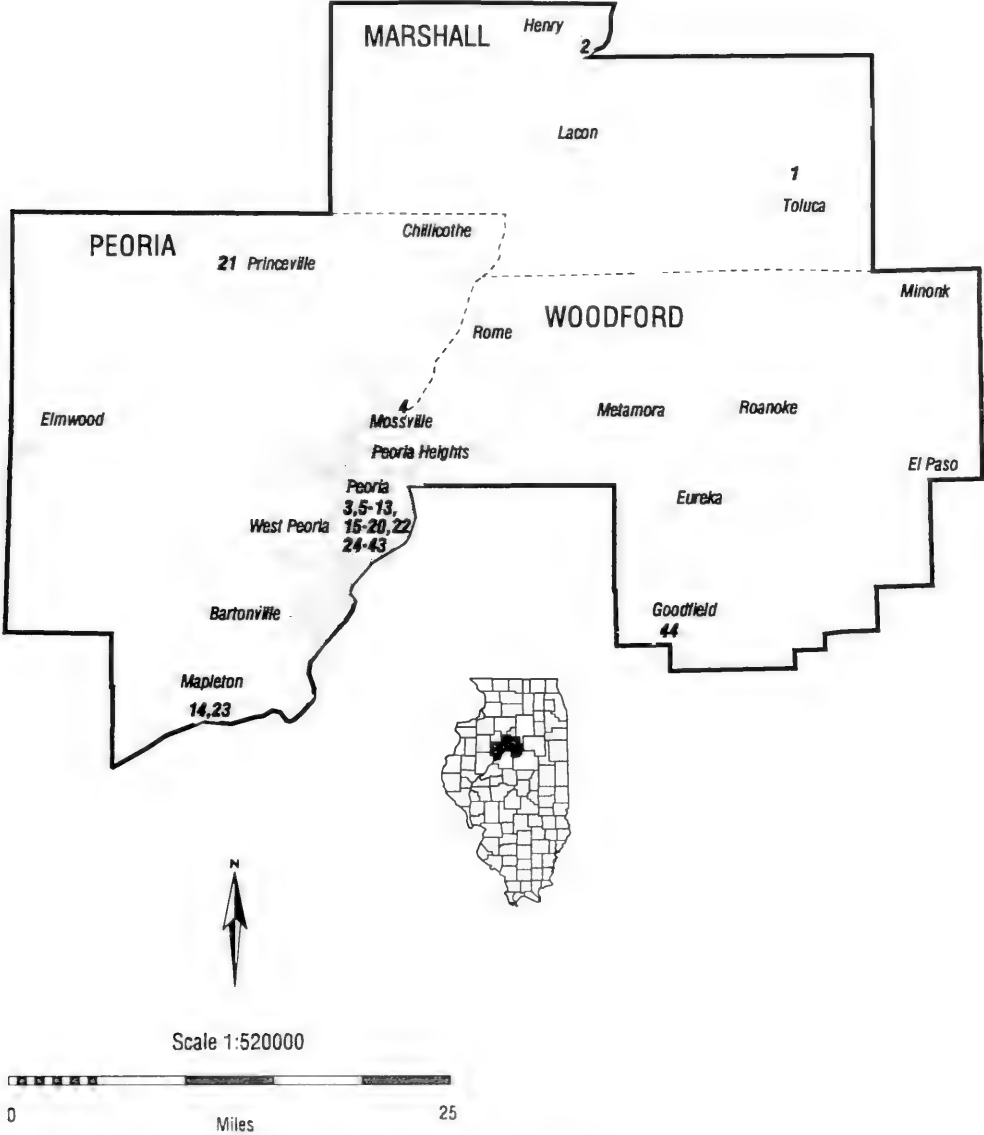 Henry
MARSHALL
2
Lacon
1
Toluca
Chillicothe
PEORIA
21 Princeville
Minonk
WOODFORD
Rome
4
Mossville
Elmwood
Metamora
Roanoke
Peoria Heights
El Paso
Peoria
3,5-13,
West Peoria 15-20,22
24-43
Eureka
Bartonville
Goodfield
44
Mapleton
14,23
N
Scale 1:520000
0
25
Miles